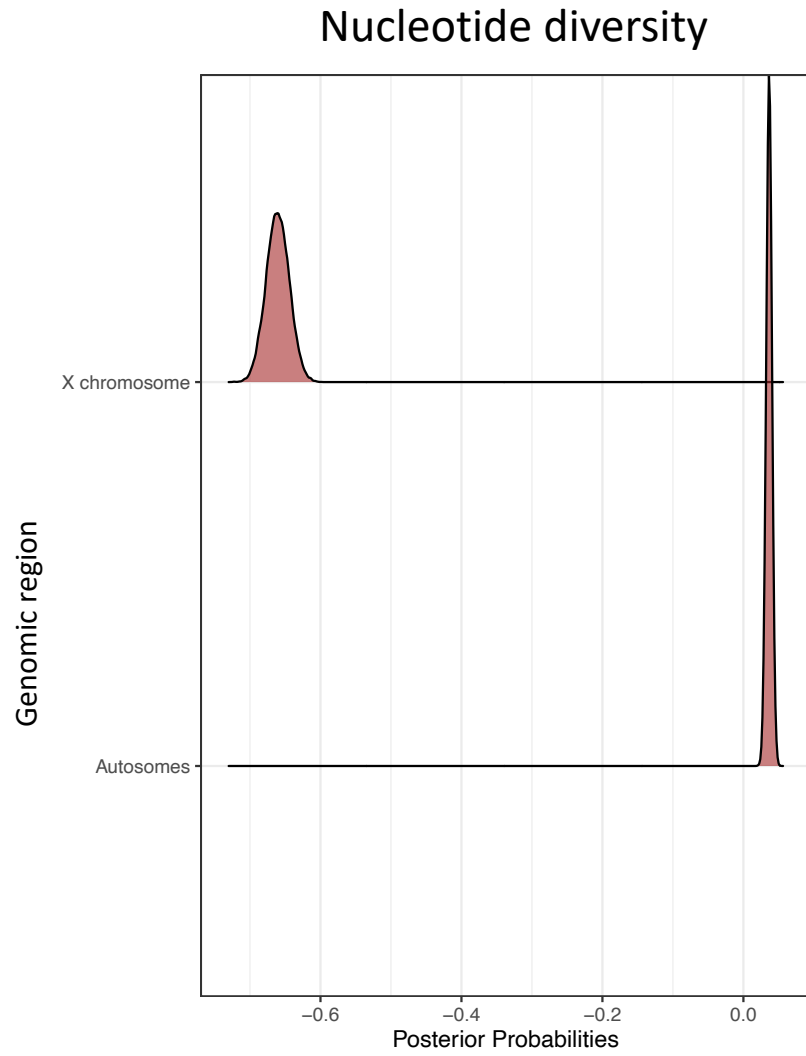 Nucleotide diversity
Genomic region
X chromosome
Autosomes
−0.6 −0.4 −0.2 0.0
Posterior Probabilities